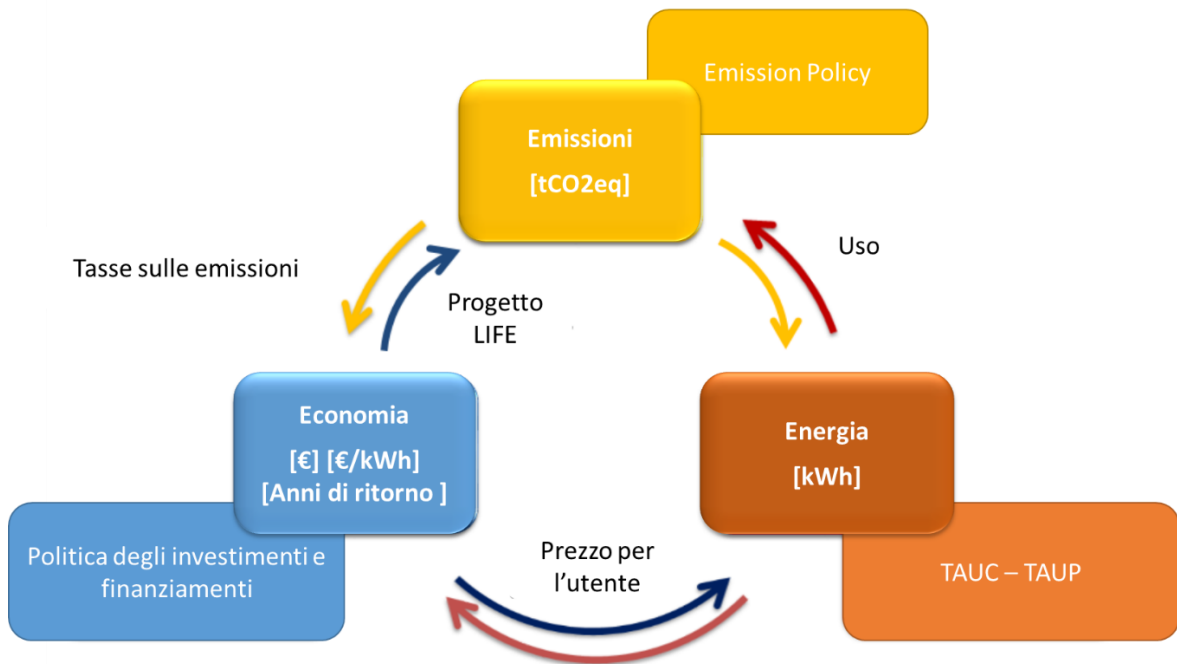 Emission Policy
Emissioni
[tCO2eq]
Tasse sulle emissioni
Uso
Progetto
LIFE
Economia
[€] [€/kWh]
[Anni di ritorno ]
Energia
[kWh]
Politica degli investimenti e
finanziamenti
Prezzo per
l’utente
TAUC – TAUP